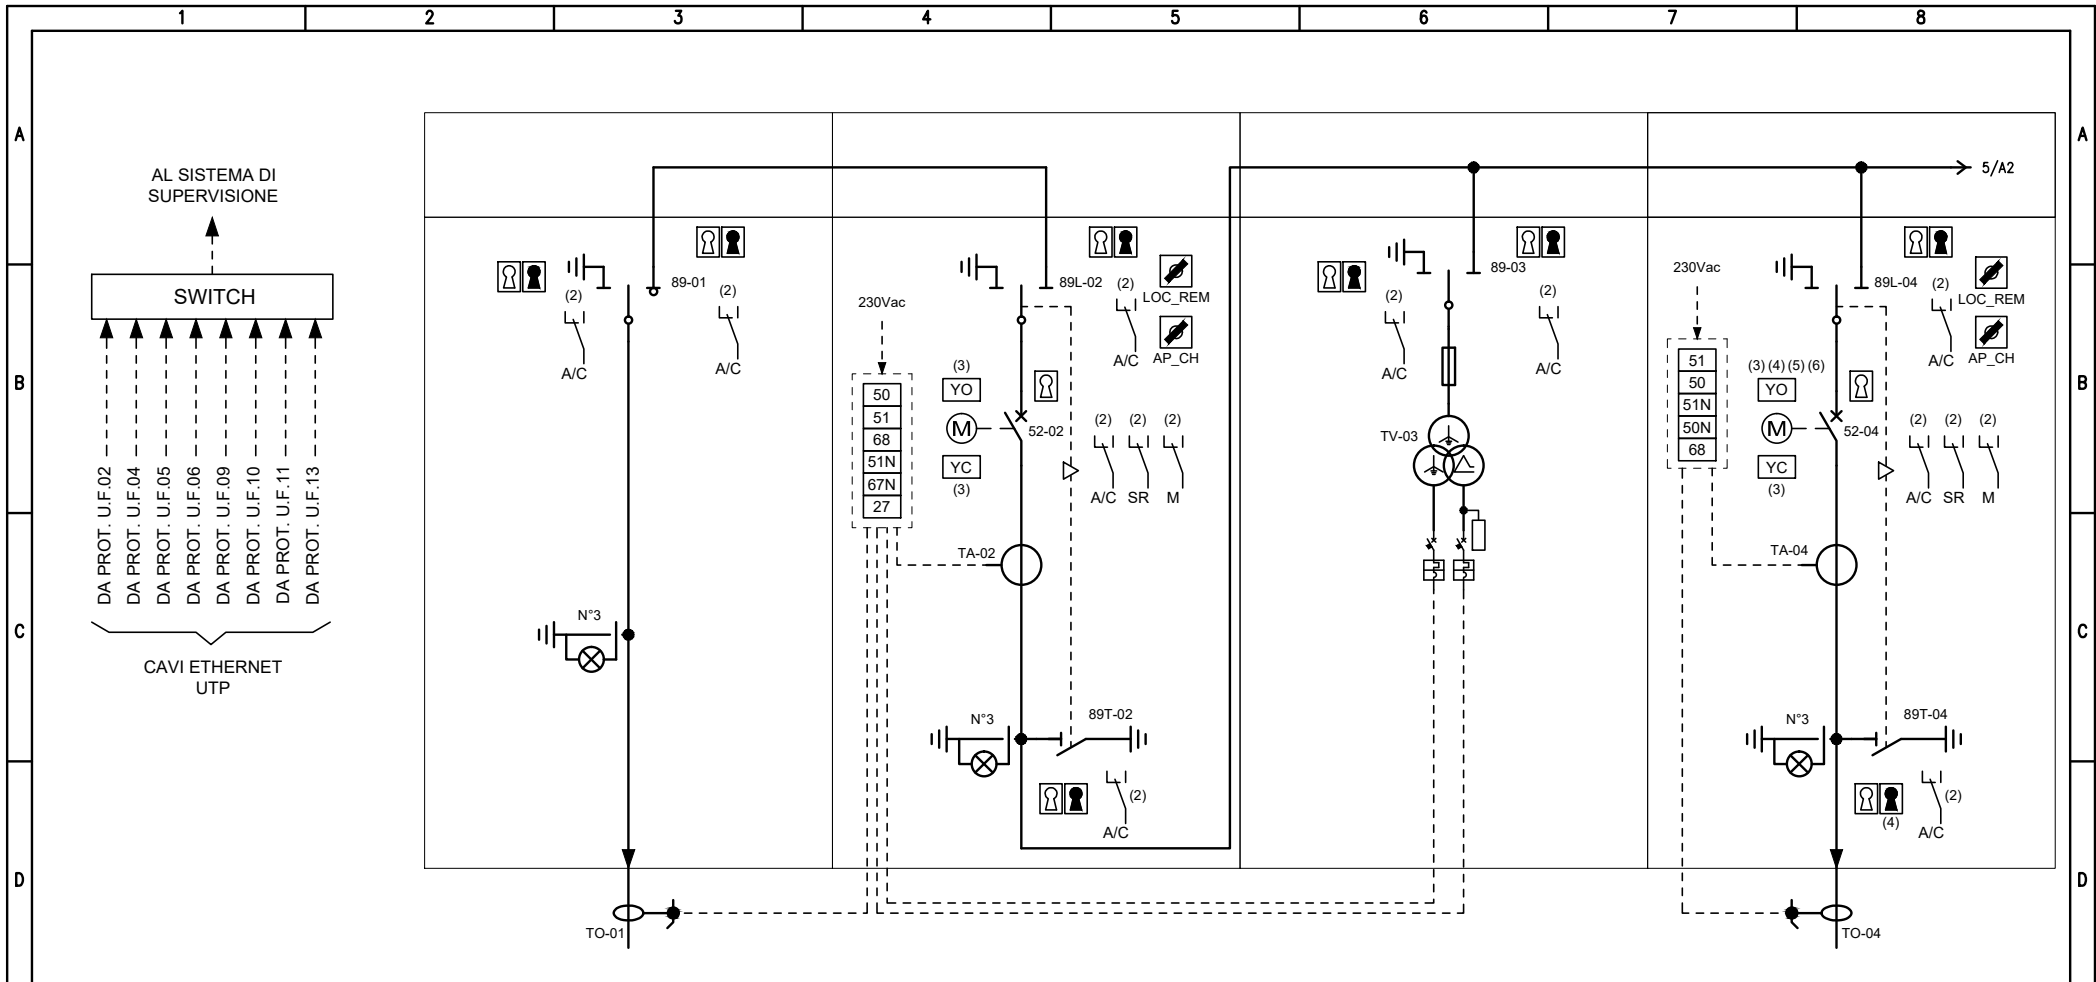 1 2 3 4 5 6 7 8
A A
B B
C C
D D
AL SISTEMA DI
SUPERVISIONE
SWITCH
DA PROT. U.F.02
DA PROT. U.F.04
DA PROT. U.F.05
DA PROT. U.F.06
DA PROT. U.F.09
DA PROT. U.F.10
DA PROT. U.F.11
DA PROT. U.F.13
CAVI ETHERNET
UTP
89-01
(2)
A/C
(2)
A/C
N°3
TO-01
230Vac
50
51
68
51N
67N
27
89L-02
(2)
A/C
LOC_REM
AP_CH
(3)
YO
M
YC
(3)
52-02
(2) (2) (2)
A/C SR M
TA-02
N°3
89T-02
(2)
A/C
89-03
(2)
A/C
(2)
A/C
TV-03
5/A2
230Vac
51
50
51N
50N
68
89L-04
(2)
A/C
LOC_REM
AP_CH
(3) (4) (5) (6)
YO
M
YC
(3)
52-04
(2) (2) (2)
A/C SR M
TA-04
N°3
89T-04
(4)
(2)
A/C
TO-04